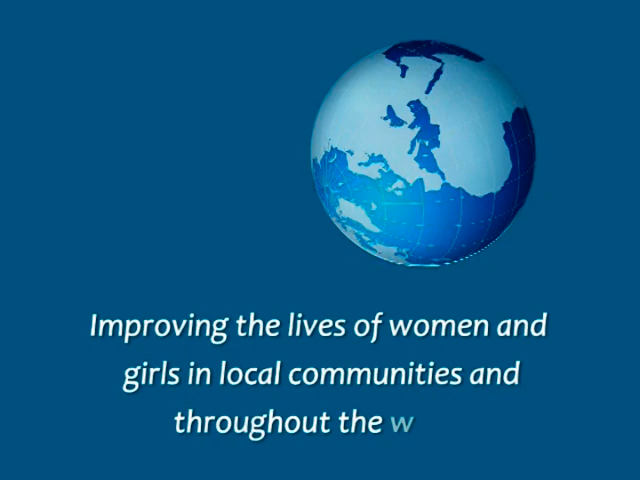 Improving the lives of women and
girls in local communities and
throughout the w